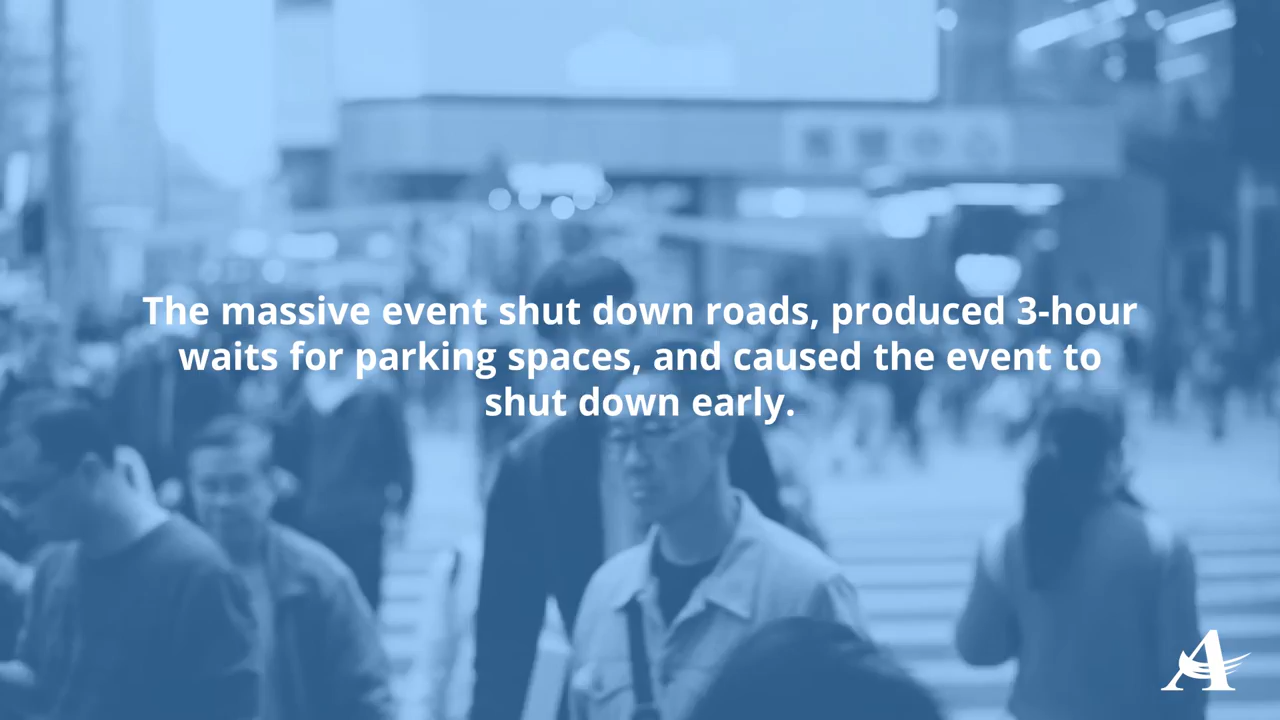 The massive event shut down roads, produced 3-hour
waits for parking spaces, and caused the event to
shut down early.
A